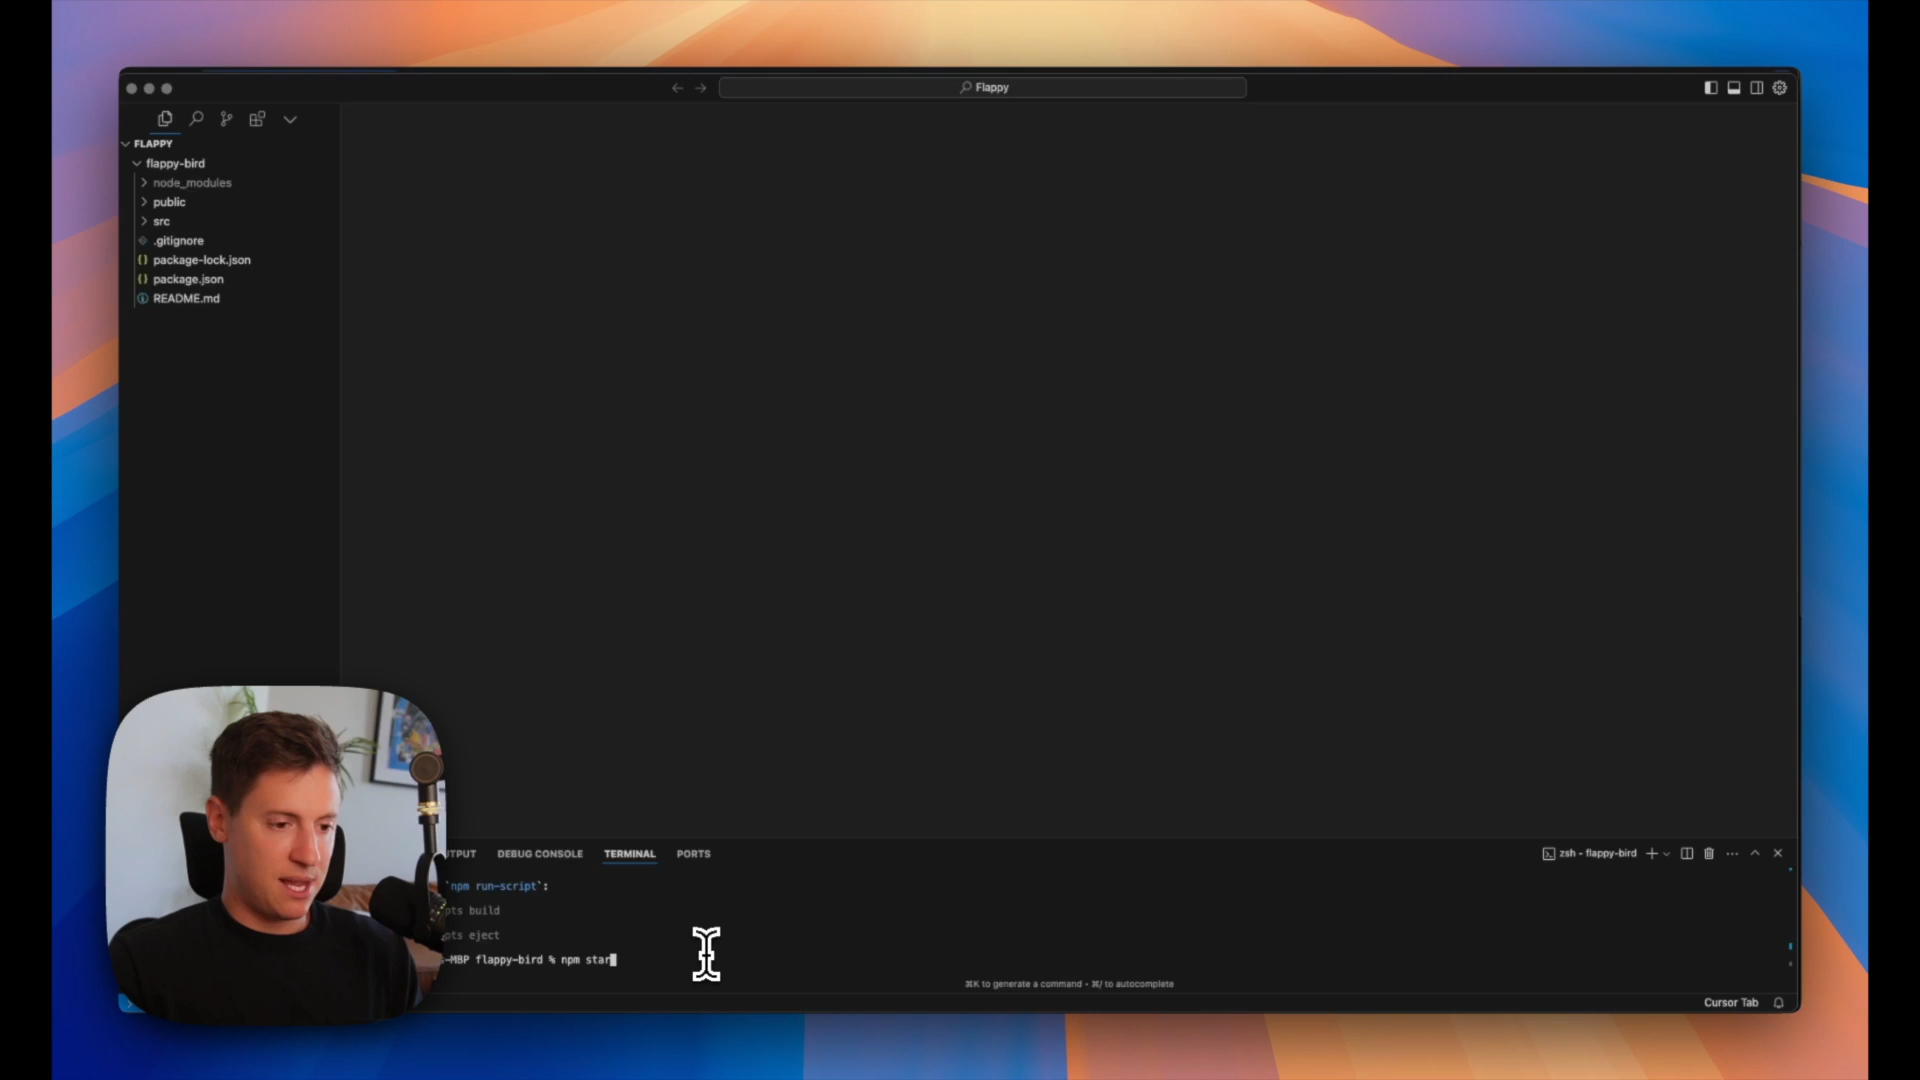 Flappy
FLAPPY
flappy-bird
node_modules
public
src
.gitignore
package-lock.json
package.json
README.md
DEBUG CONSOLE
TERMINAL
PORTS
zsh - flappy-bird
`npm run-script`:
build
eject
-MBP flappy-bird % npm star
⌘K to generate a command • ⌘/ to autocomplete
Cursor Tab